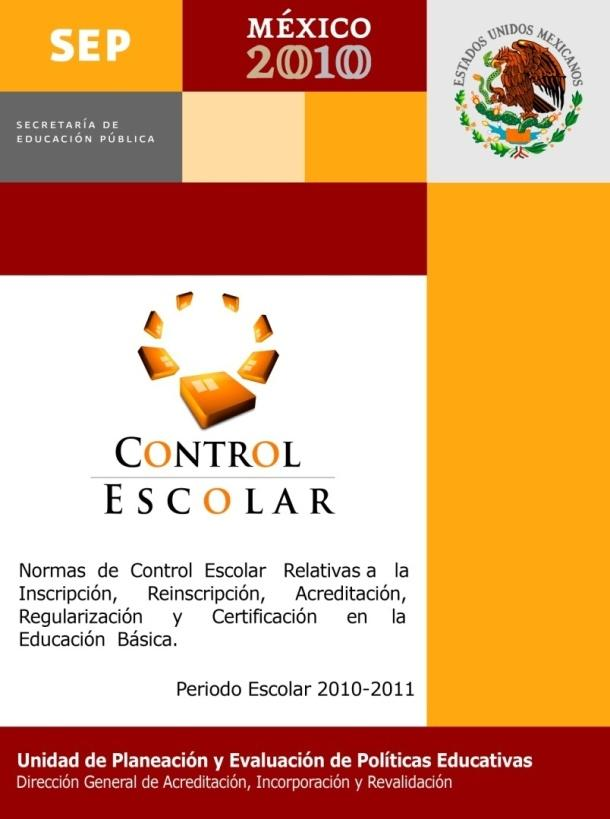 SEP
MÉXICO
2010
ESTADOS UNIDOS MEXICANOS
SECRETARÍA DE
EDUCACIÓN PÚBLICA
CONTROL
ESCOLAR
Normas de Control Escolar Relativas a la
Inscripción, Reinscripción, Acreditación,
Regularización y Certificación en la
Educación Básica.
Periodo Escolar 2010-2011
Unidad de Planeación y Evaluación de Políticas Educativas
Dirección General de Acreditación, Incorporación y Revalidación